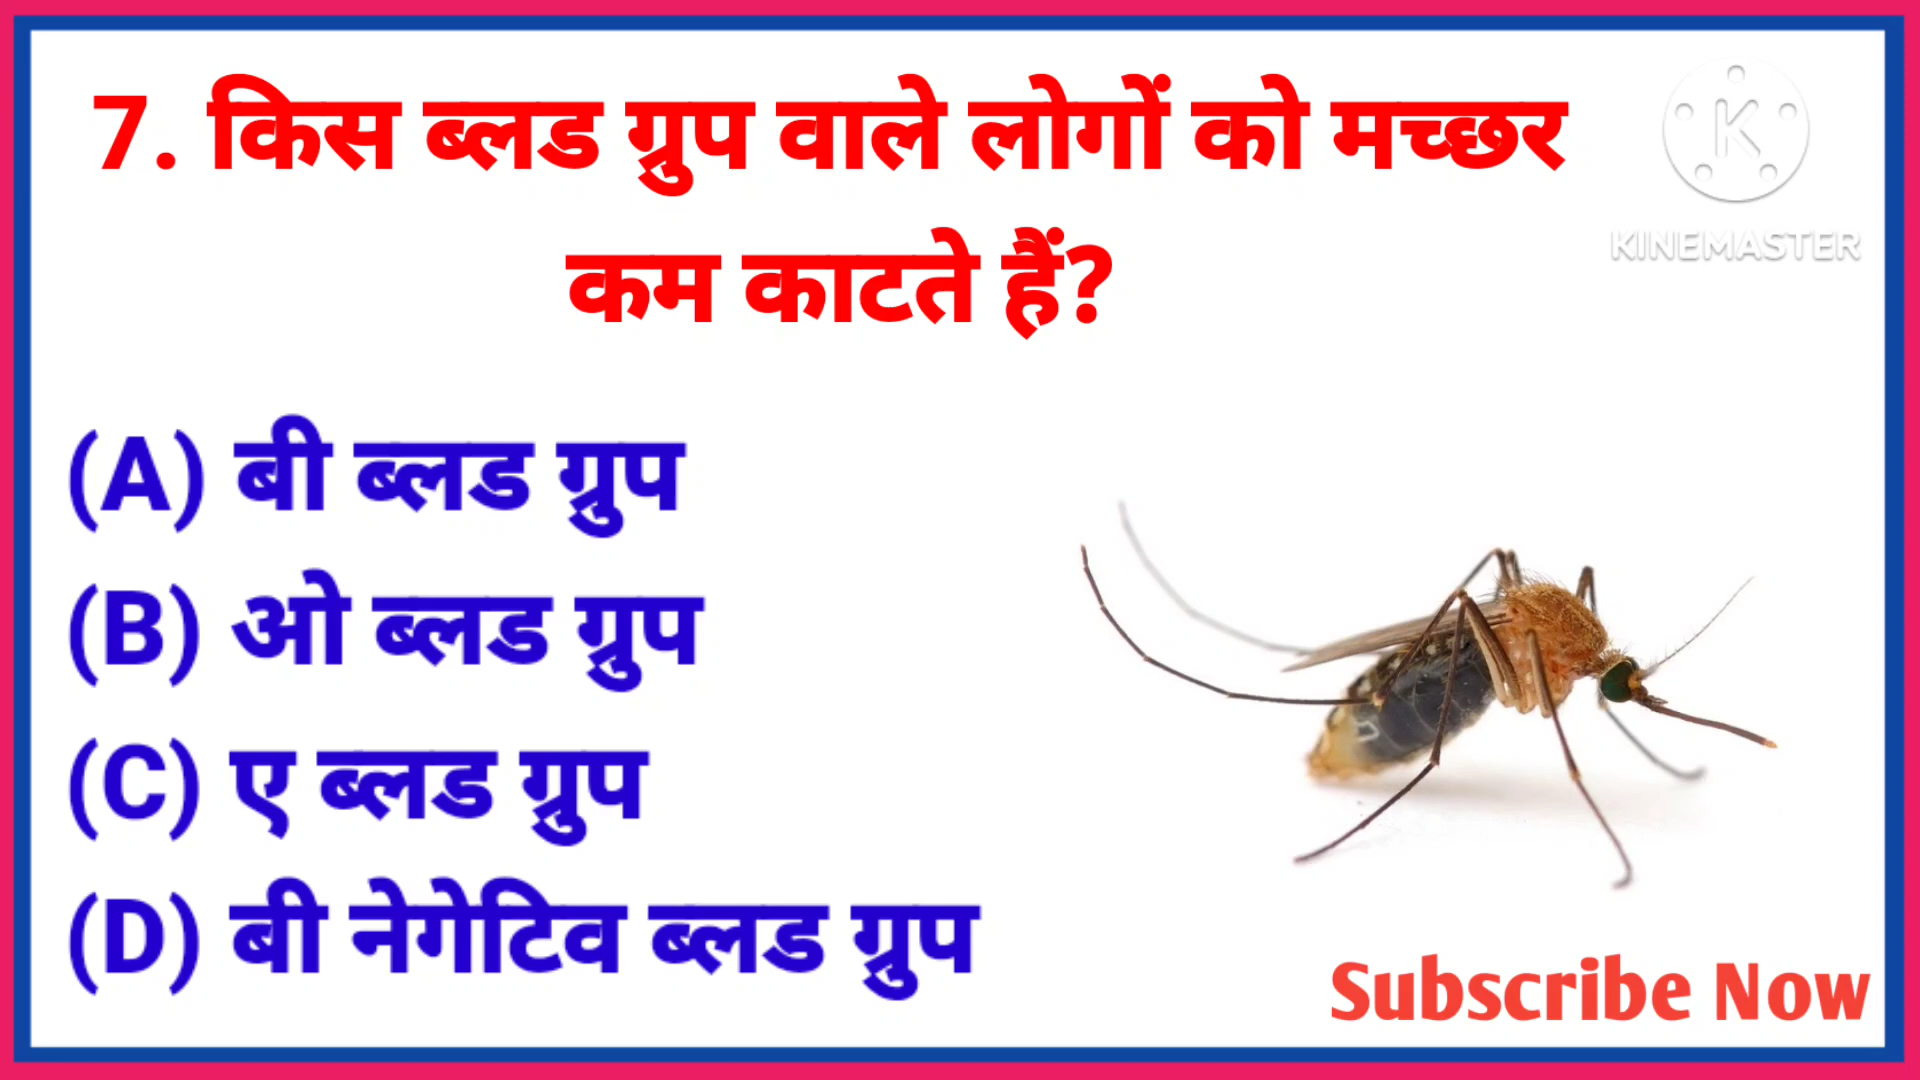 7. किस ब्लड ग्रुप वाले लोगों को मच्छर
कम काटते हैं?
KINEMASTER
(A) बी ब्लड ग्रुप
(B) ओ ब्लड ग्रुप
(C) ए ब्लड ग्रुप
(D) बी नेगेटिव ब्लड ग्रुप
Subscribe Now